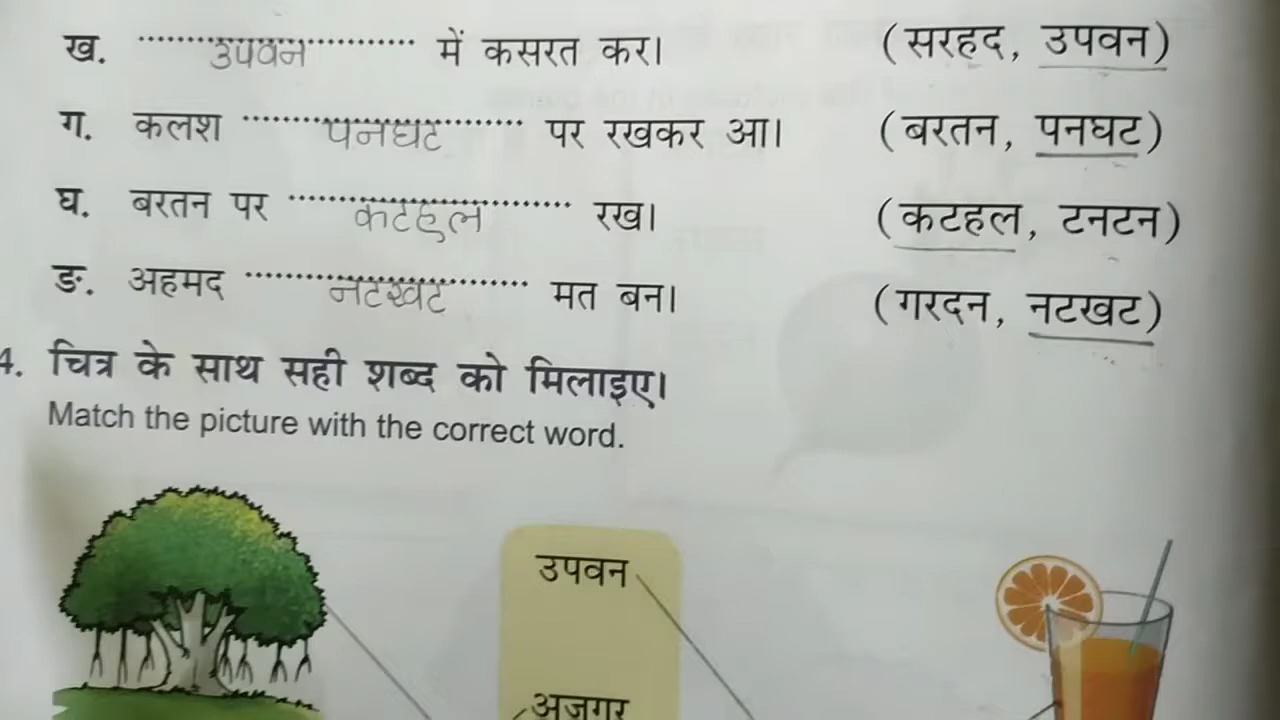 ख. उपवन में कसरत कर। (सरहद, उपवन)
ग. कलश पनघट पर रखकर आ। (बरतन, पनघट)
घ. बरतन पर कटहल रख। (कटहल, टनटन)
ङ. अहमद नटखट मत बन। (गरदन, नटखट)
4. चित्र के साथ सही शब्द को मिलाइए।
Match the picture with the correct word.
उपवन
अजगर